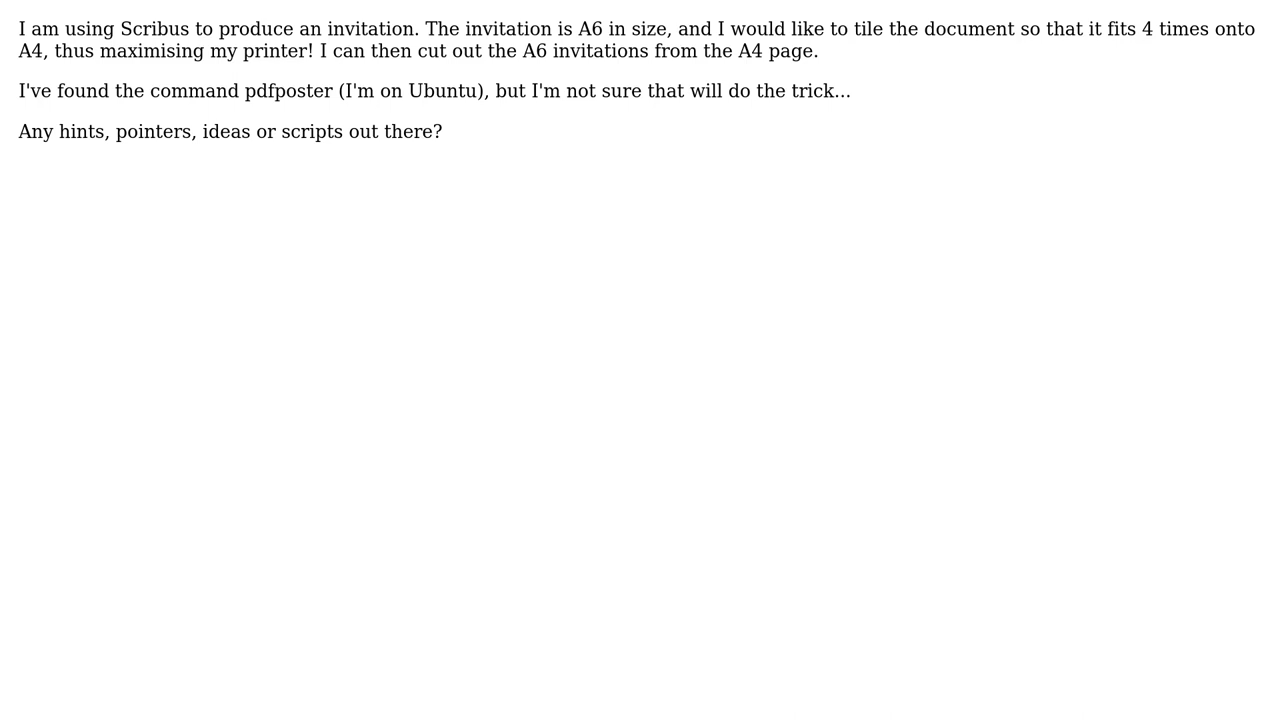 I am using Scribus to produce an invitation. The invitation is A6 in size, and I would like to tile the document so that it fits 4 times onto
A4, thus maximising my printer! I can then cut out the A6 invitations from the A4 page.
I've found the command pdfposter (I'm on Ubuntu), but I'm not sure that will do the trick...
Any hints, pointers, ideas or scripts out there?